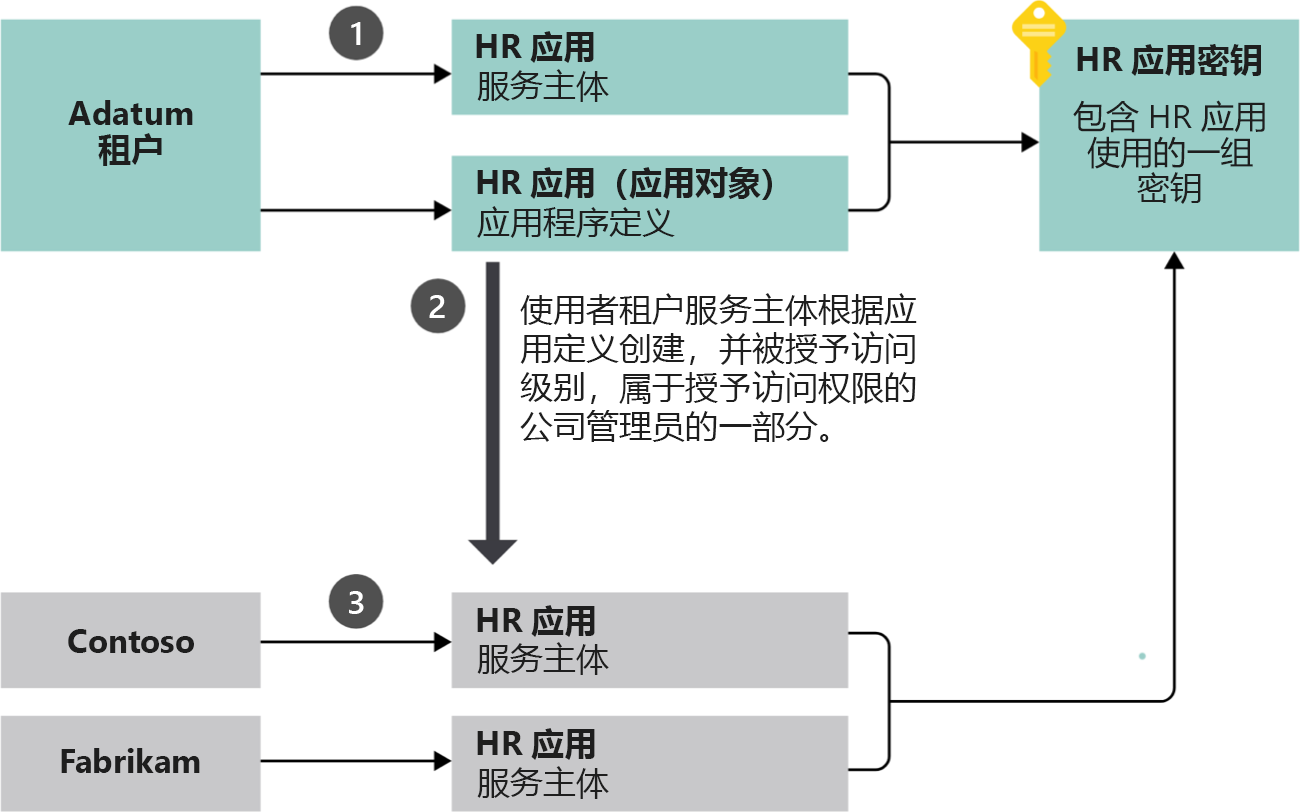 1
HR 应用
服务主体
Adatum
租户
HR 应用（应用对象）
应用程序定义
HR 应用密钥
包含 HR 应用
使用的一组
密钥
2
使用者租户服务主体根据应
用定义创建，并被授予访问
级别，属于授予访问权限的
公司管理员的一部分。
3
Contoso
HR 应用
服务主体
Fabrikam
HR 应用
服务主体